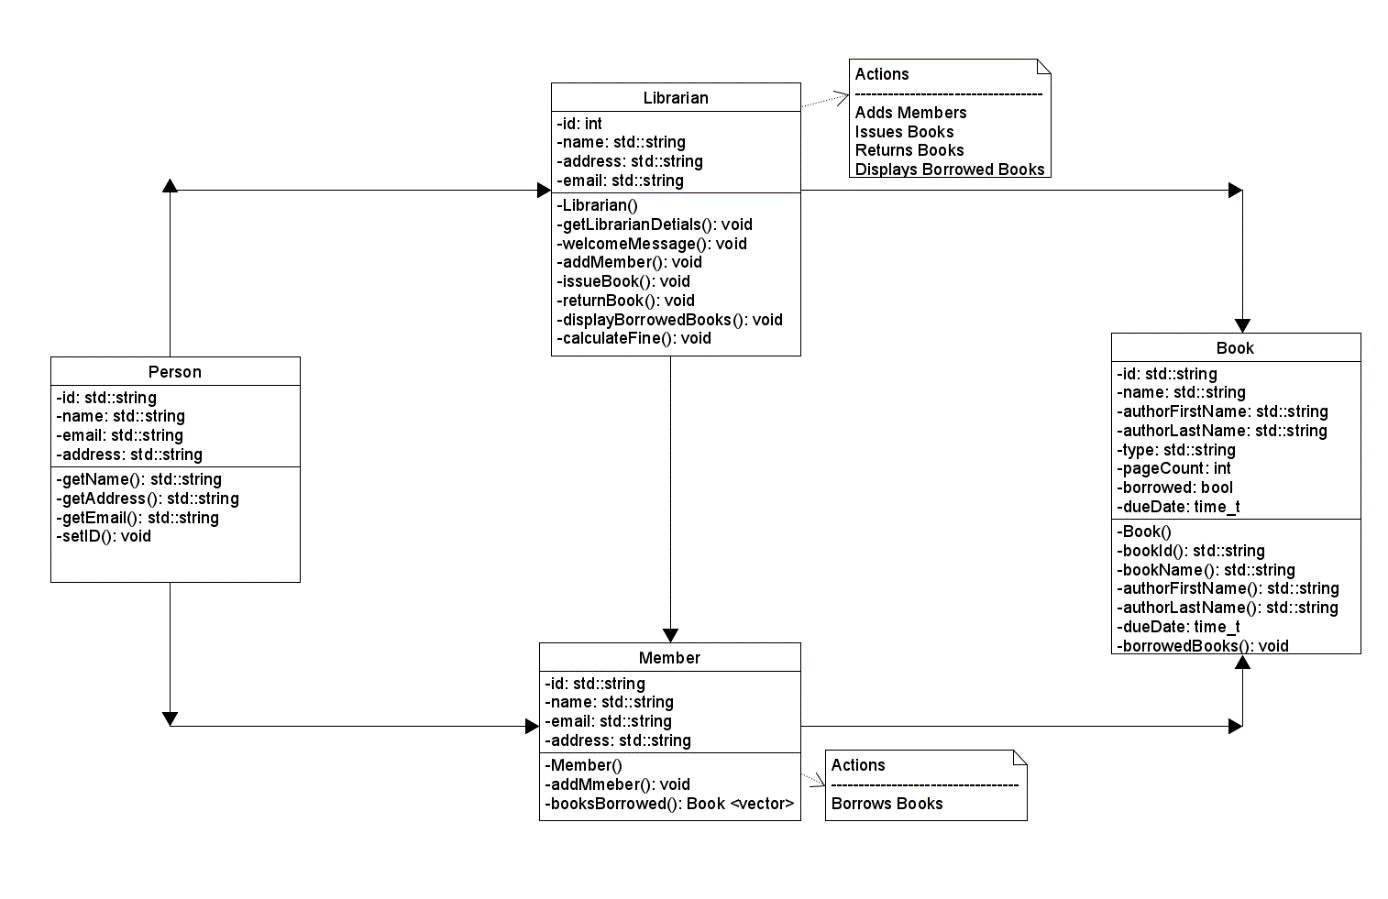 Librarian
-id: int
-name: std::string
-address: std::string
-email: std::string
-Librarian()
-getLibrarianDetials(): void
-welcomeMessage(): void
-addMember(): void
-issueBook(): void
-returnBook(): void
-displayBorrowedBooks(): void
-calculateFine(): void
Actions
----------------------------------
Adds Members
Issues Books
Returns Books
Displays Borrowed Books
Person
-id: std::string
-name: std::string
-email: std::string
-address: std::string
-getName(): std::string
-getAddress(): std::string
-getEmail(): std::string
-setID(): void
Book
-id: std::string
-name: std::string
-authorFirstName: std::string
-authorLastName: std::string
-type: std::string
-pageCount: int
-borrowed: bool
-dueDate: time_t
-Book()
-bookId(): std::string
-bookName(): std::string
-authorFirstName(): std::string
-authorLastName(): std::string
-dueDate: time_t
-borrowedBooks(): void
Member
-id: std::string
-name: std::string
-email: std::string
-address: std::string
-Member()
-addMmeber(): void
-booksBorrowed(): Book <vector>
Actions
----------------------------------
Borrows Books